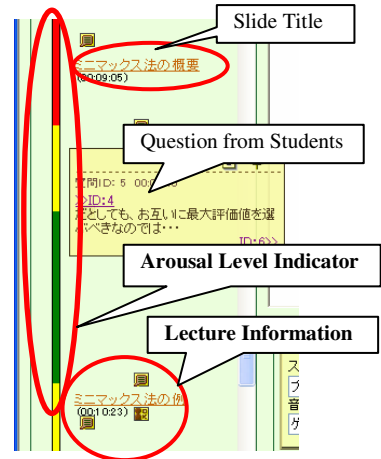 Slide Title
ミニマックス法の概要
(00:09:05)
Question from Students
質問ID: 5
>>ID:4
だとしても、お互いに最大評価値を選
ぶべきなのでは・・・
ID:6>>
Arousal Level Indicator
Lecture Information
ミニマックス法の例
(00:10:23)
ス
音